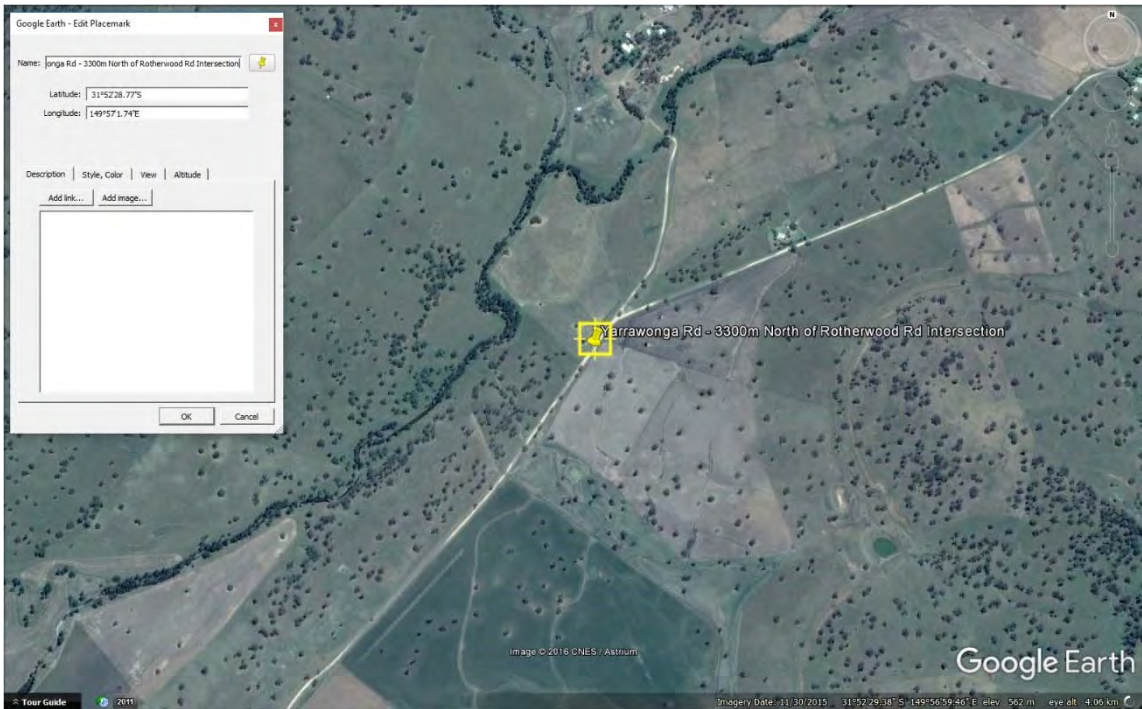 Google Earth - Edit Placemark
x
Name: onga Rd - 3300m North of Rotherwood Rd Intersection
Latitude: 31°52'28.77"S
Longitude: 149°57'1.74"E
Description Style, Color View Altitude
Add link... Add image...
OK Cancel
N
Yarrawonga Rd - 3300m North of Rotherwood Rd Intersection
Image © 2016 CNES / Astrium
Google Earth
Tour Guide 2011 Imagery Date: 11/30/2015 31°52'29.38" S 149°56'59.46" E elev 562 m eye alt 4.06 km